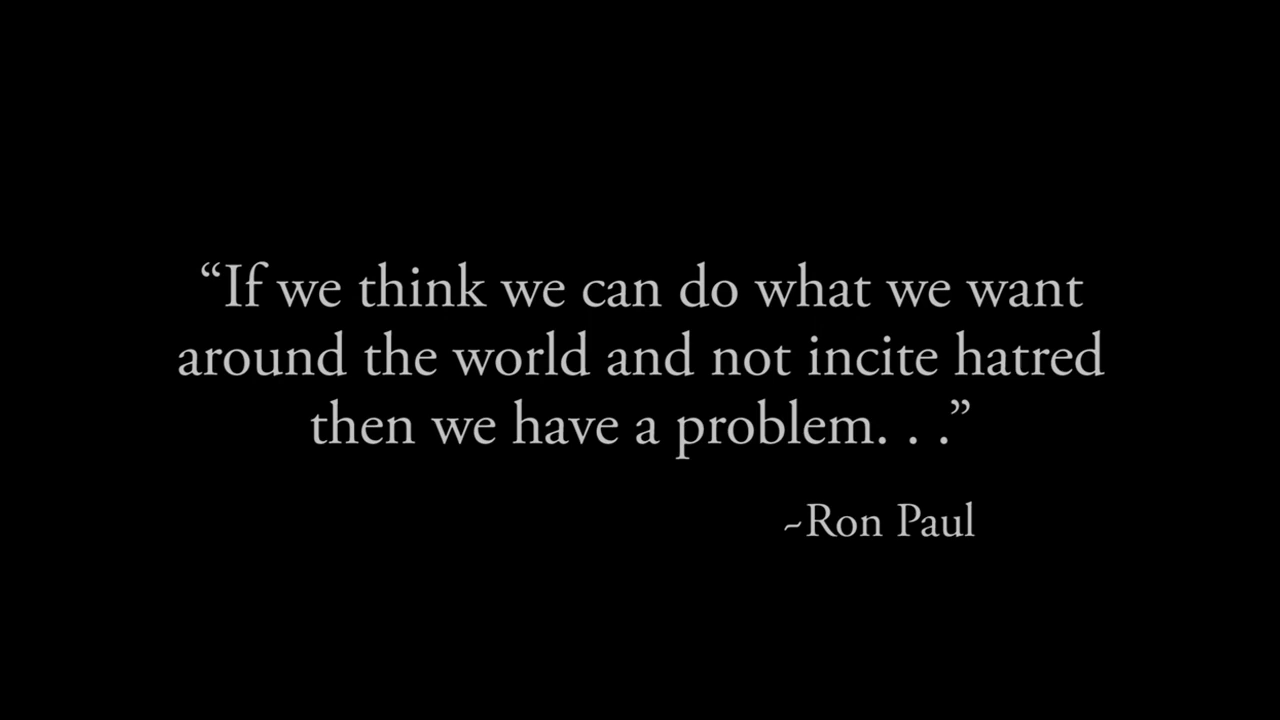 “If we think we can do what we want
around the world and not incite hatred
then we have a problem. . .”
~Ron Paul